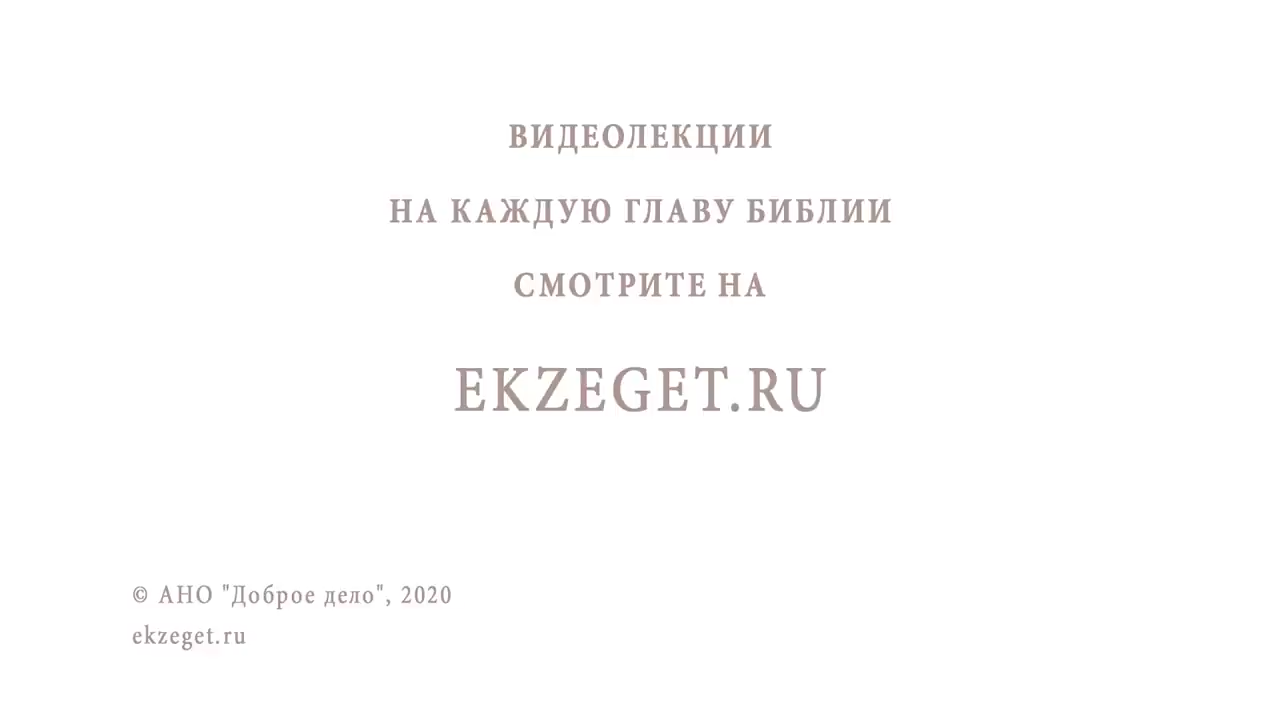 ВИДЕОЛЕКЦИИ
НА КАЖДУЮ ГЛАВУ БИБЛИИ
СМОТРИТЕ НА
EKZEGET.RU
© АНО "Доброе дело", 2020
ekzeget.ru